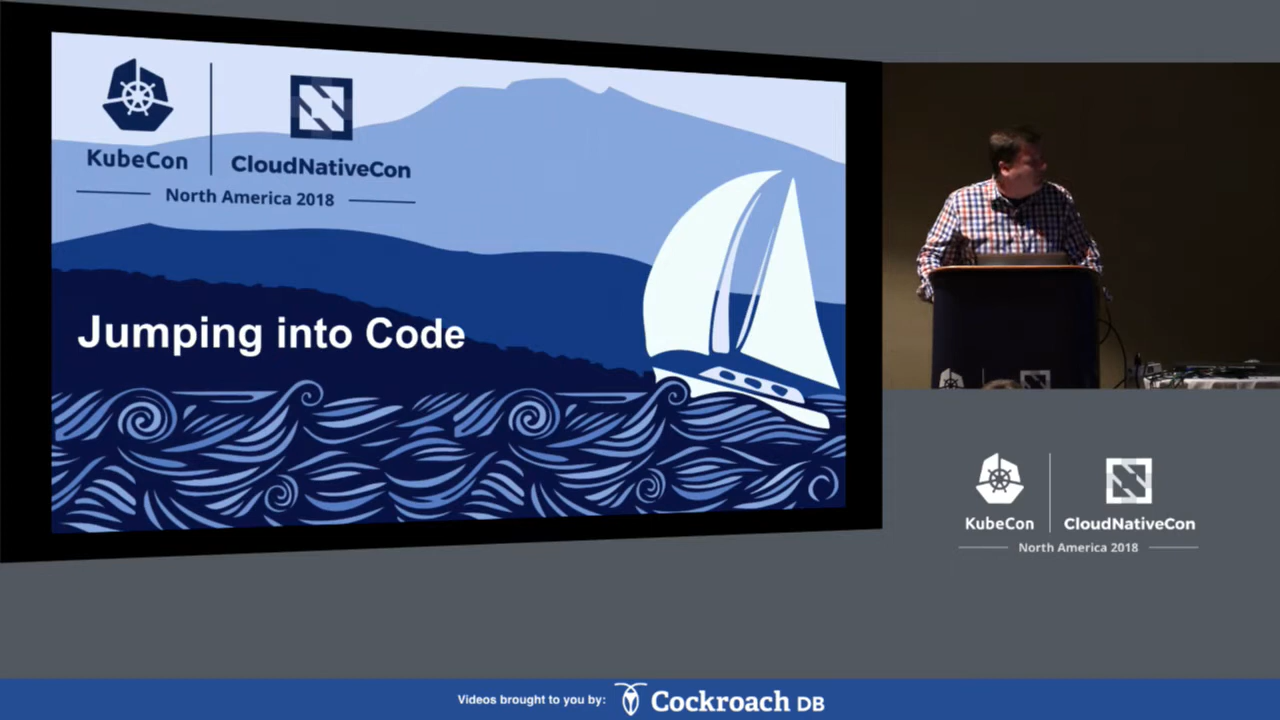 KubeCon
CloudNativeCon
North America 2018
Jumping into Code
KubeCon
CloudNativeCon
North America 2018
Videos brought to you by: Cockroach DB